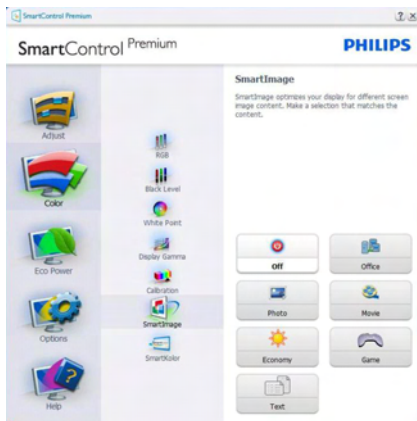 SmartControl Premium
SmartControl Premium
PHILIPS
Adjust
Color
Eco Power
Options
Help
RGB
Black Level
White Point
Display Gamma
Calibration
SmartImage
SmartKolor
SmartImage
SmartImage optimizes your display for different screen
image content. Make a selection that matches the
content.
Off
Office
Photo
Movie
Economy
Game
Text